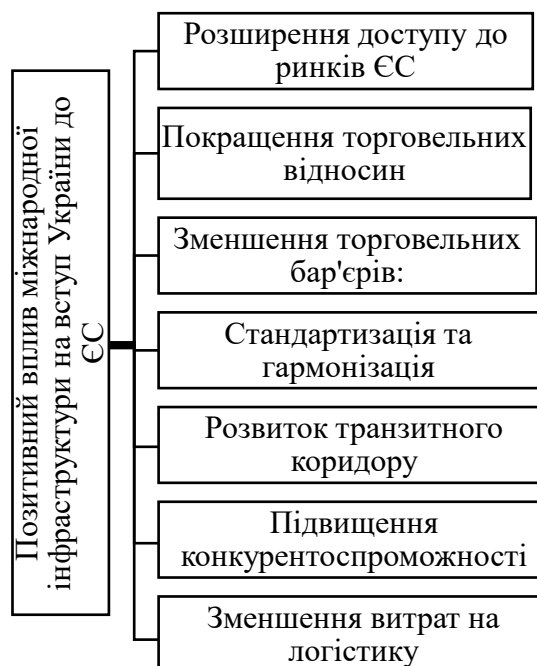 Позитивний вплив міжнародної
інфраструктури на вступ України до
ЄС
Розширення доступу до
ринків ЄС
Покращення торговельних
відносин
Зменшення торговельних
бар'єрів:
Стандартизація та
гармонізація
Розвиток транзитного
коридору
Підвищення
конкурентоспроможності
Зменшення витрат на
логістику